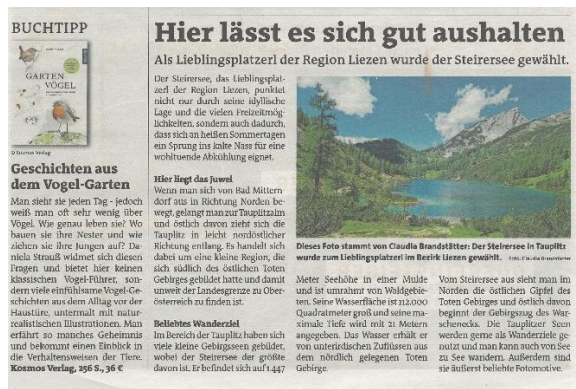 BUCHTIPP
GARTEN
VÖGEL
© Kosmos Verlag
Geschichten aus
dem Vogel-Garten
Man sieht sie jeden Tag - jedoch
weiß man oft sehr wenig über
Vögel. Wie genau leben sie? Wo
bauen sie ihre Nester und wie
ziehen sie ihre Jungen auf? Da-
niela Strauß widmet sich diesen
Fragen und bietet hier keinen
klassischen Vogel-Führer, son-
dern viele einfühlsame Vogel-Ge-
schichten aus dem Alltag vor der
Haustüre, untermalt mit natur-
realistischen Illustrationen. Man
erfährt so manches Geheimnis
und bekommt einen Einblick in
die Verhaltensweisen der Tiere.
Kosmos Verlag, 256 S., 36 €
Hier lässt es sich gut aushalten
Als Lieblingsplatzerl der Region Liezen wurde der Steirersee gewählt.
Der Steirersee, das Lieblingsplat-
zerl der Region Liezen, punktet
nicht nur durch seine idyllische
Lage und die vielen Freizeitmög-
lichkeiten, sondern auch dadurch,
dass sich an heißen Sommertagen
ein Sprung ins kalte Nass für eine
wohltuende Abkühlung eignet.
Hier liegt das Juwel
Wenn man sich von Bad Mittern-
dorf aus in Richtung Norden be-
wegt, gelangt man zur Tauplitzalm
und östlich davon zieht sich die
Tauplitz in leicht nordöstlicher
Richtung entlang. Es handelt sich
dabei um eine kleine Region, die
sich südlich des östlichen Toten
Gebirges gebildet hatte und damit
unweit der Landesgrenze zu Ober-
österreich zu finden ist.
Beliebtes Wanderziel
Im Bereich der Tauplitz haben sich
viele kleine Gebirgsseen gebildet,
wobei der Steirersee der größte
davon ist. Er befindet sich auf 1.447
Dieses Foto stammt von Claudia Brandstätter: Der Steirersee in Tauplitz
wurde zum Lieblingsplatzerl im Bezirk Liezen gewählt. Foto: Claudia Brandstätter
Meter Seehöhe in einer Mulde
und ist umrahmt von Waldgebie-
ten. Seine Wasserfläche ist 112.000
Quadratmeter groß und seine ma-
ximale Tiefe wird mit 21 Metern
angegeben. Das Wasser erhält er
von unterirdischen Zuflüssen aus
dem nördlich gelegenen Toten
Gebirge.
Vom Steirersee aus sieht man im
Norden die östlichen Gipfel des
Toten Gebirges und östlich davon
beginnt der Gebirgszug des War-
schenecks. Die Tauplitzer Seen
werden gerne als Wanderziele ge-
nutzt und man kann auch von See
zu See wandern. Außerdem sind
sie äußerst beliebte Fotomotive.